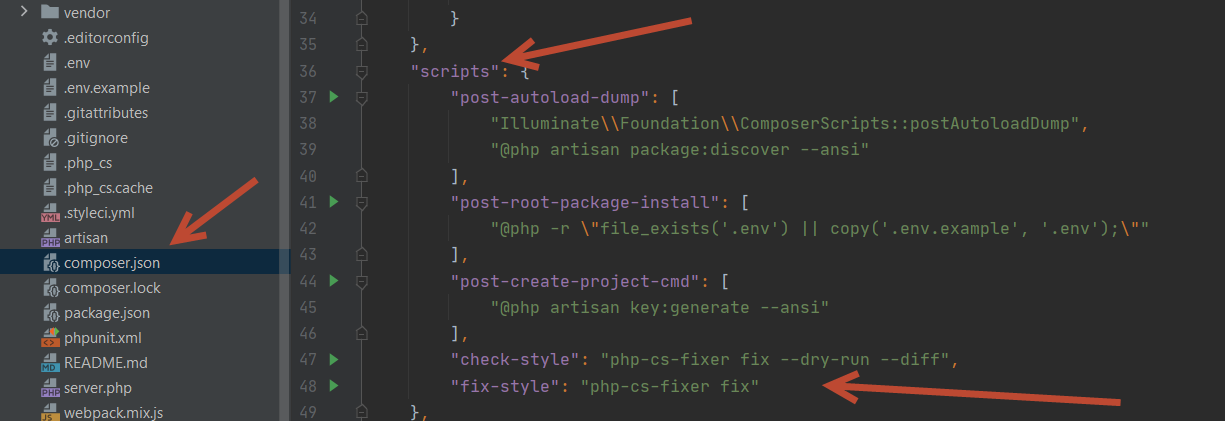 vendor
.editorconfig
.env
.env.example
.gitattributes
.gitignore
.php_cs
.php_cs.cache
.styleci.yml
artisan
composer.json
composer.lock
package.json
phpunit.xml
README.md
server.php
webpack.mix.js
34 }
35 },
36 "scripts": {
37 "post-autoload-dump": [
38 "Illuminate\\Foundation\\ComposerScripts::postAutoloadDump",
39 "@php artisan package:discover --ansi"
40 ],
41 "post-root-package-install": [
42 "@php -r \"file_exists('.env') || copy('.env.example', '.env');\""
43 ],
44 "post-create-project-cmd": [
45 "@php artisan key:generate --ansi"
46 ],
47 "check-style": "php-cs-fixer fix --dry-run --diff",
48 "fix-style": "php-cs-fixer fix"
49 },